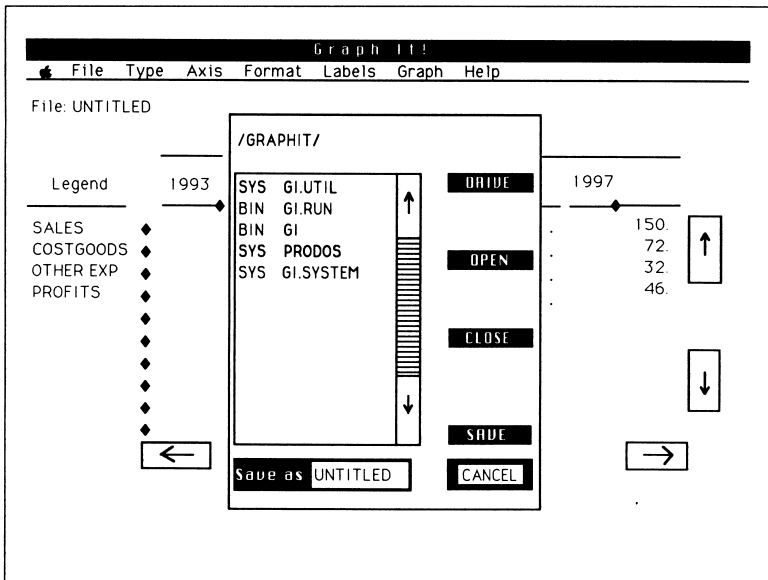 Graph It!
File Type Axis Format Labels Graph Help
File: UNTITLED
/GRAPHIT/
Legend 1993 1997
SYS GI.UTIL
BIN GI.RUN
BIN GI
SYS PRODOS
SYS GI.SYSTEM
DRIVE
OPEN
CLOSE
SAVE
CANCEL
Save as UNTITLED
SALES 150.
COSTGOODS 72.
OTHER EXP 32.
PROFITS 46.